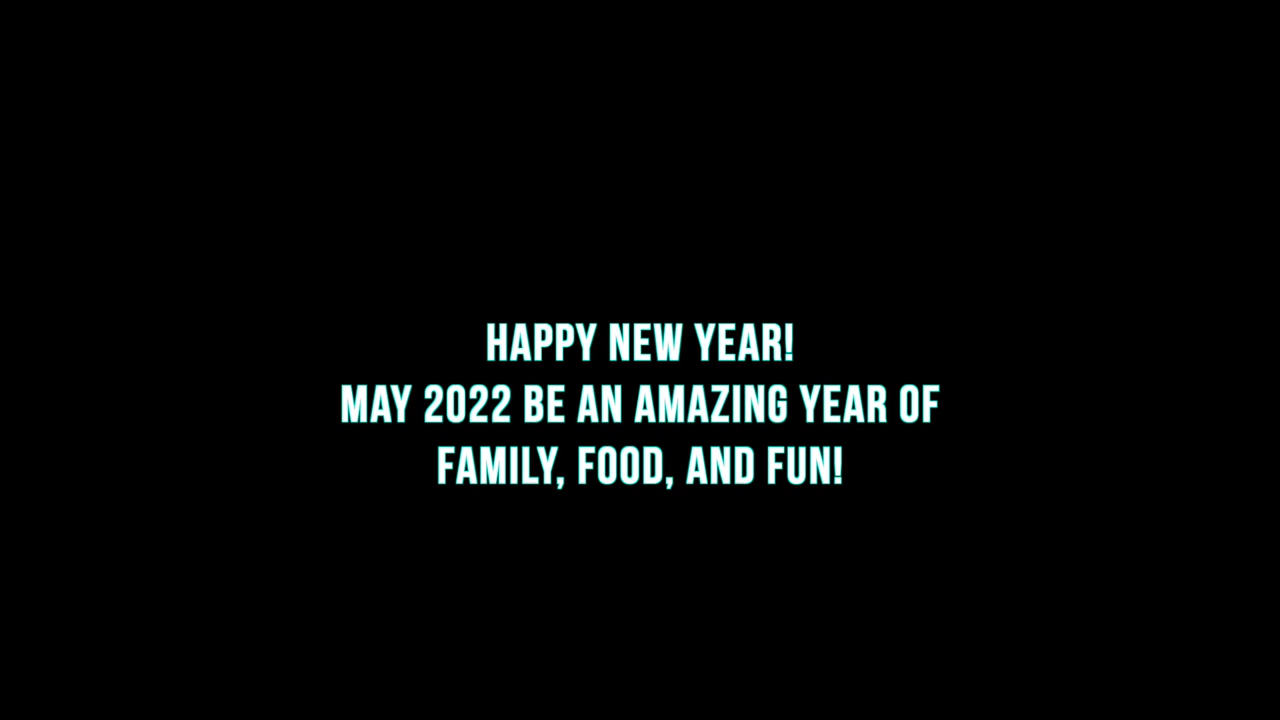 HAPPY NEW YEAR!
MAY 2022 BE AN AMAZING YEAR OF
FAMILY, FOOD, AND FUN!